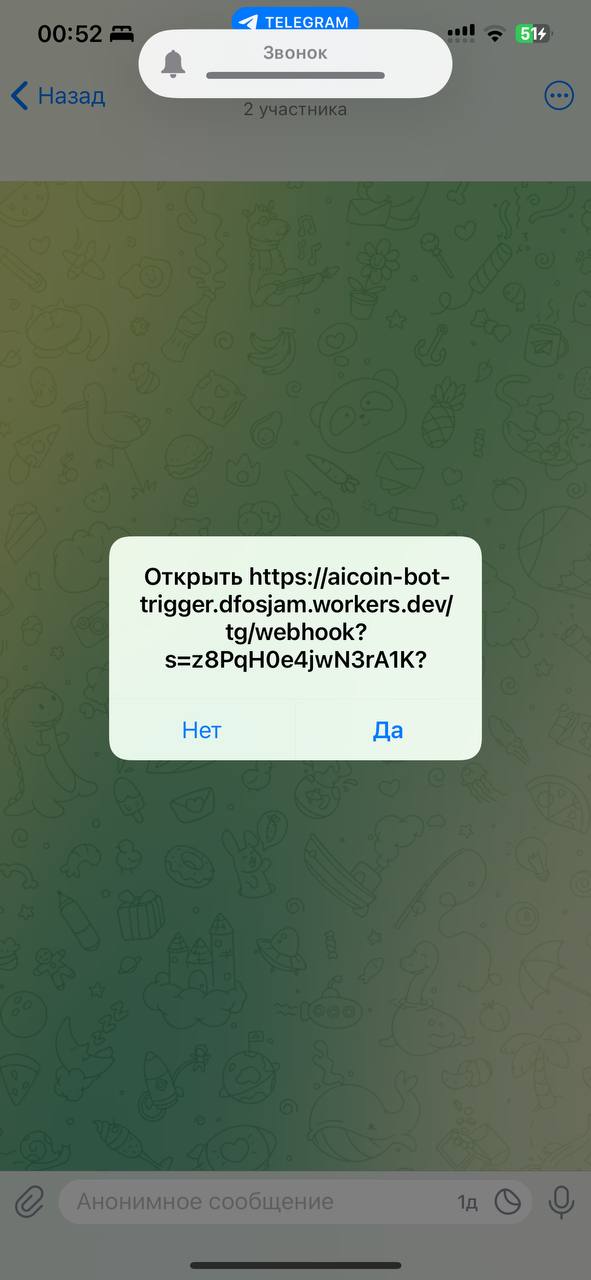 00:52
TELEGRAM
51
Звонок
Назад
2 участника
Открыть https://aicoin-bot-
trigger.dfosjam.workers.dev/
tg/webhook?
s=z8PqH0e4jwN3rA1K?
Нет
Да
Анонимное сообщение
1д